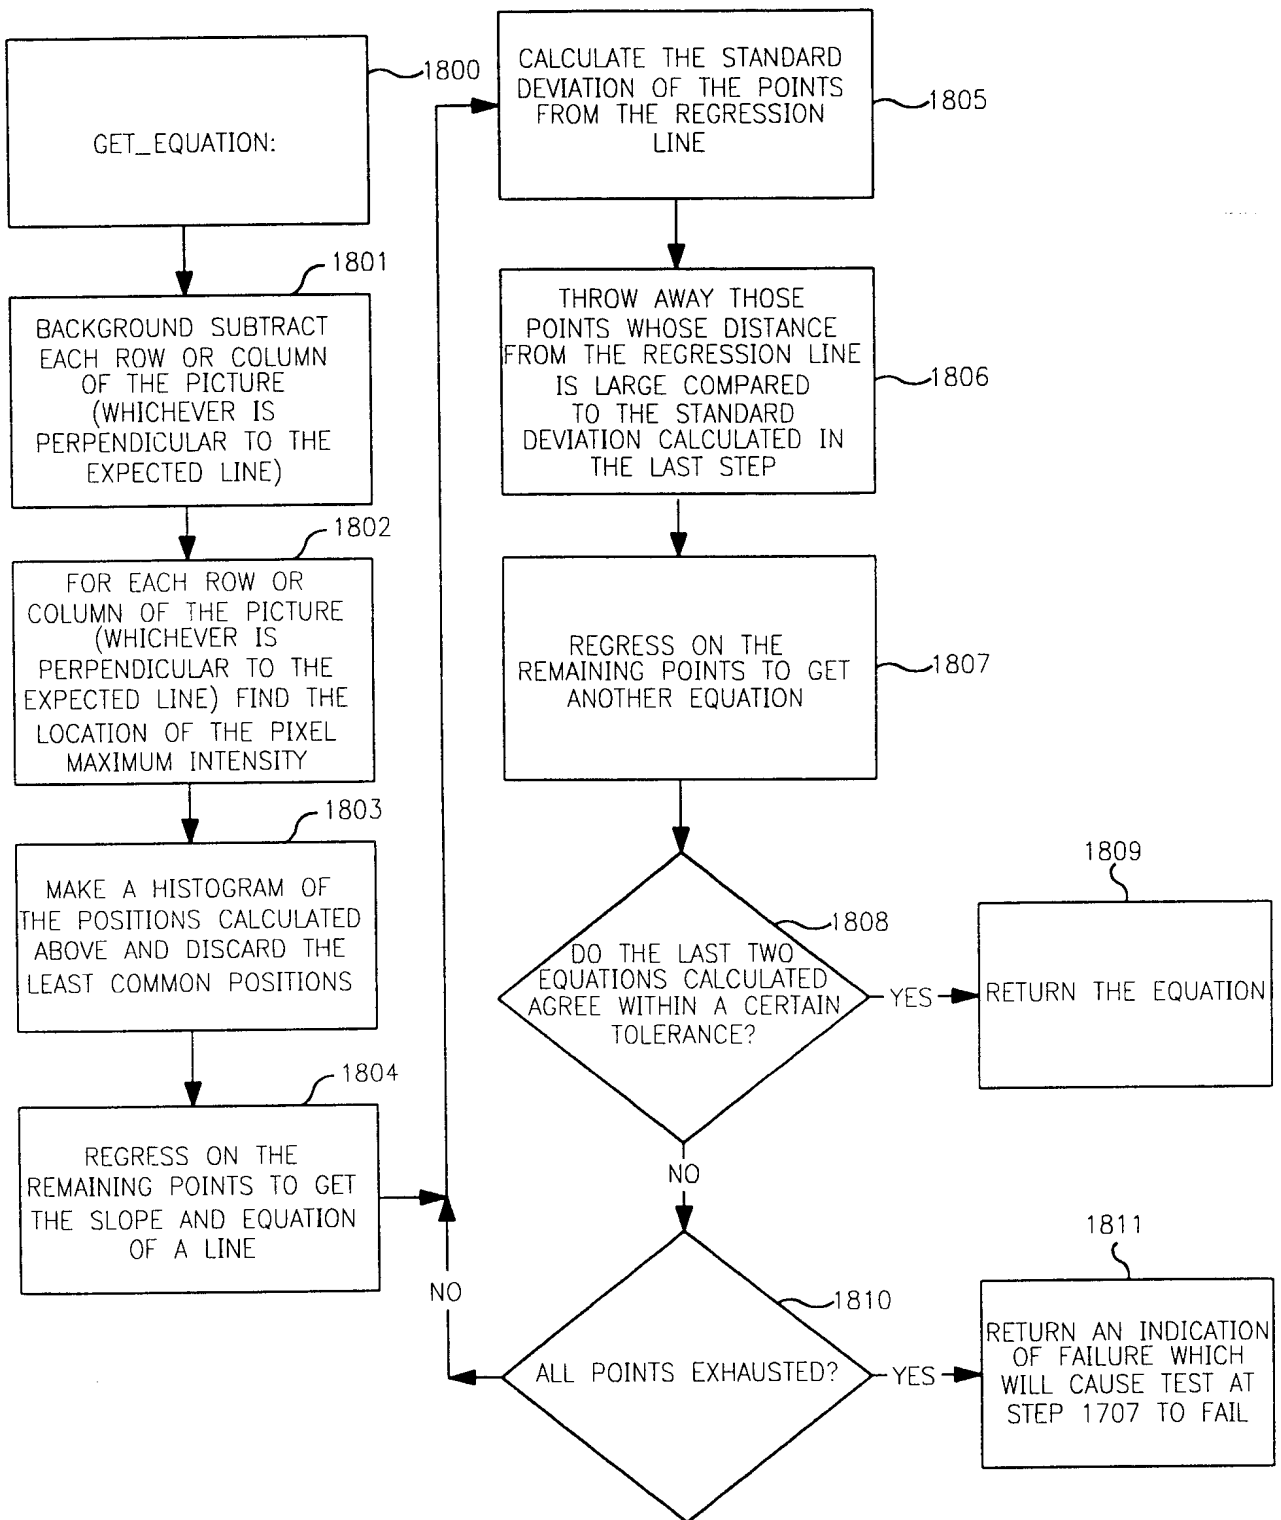 1800
GET_EQUATION:
1801
BACKGROUND SUBTRACT
EACH ROW OR COLUMN
OF THE PICTURE
(WHICHEVER IS
PERPENDICULAR TO THE
EXPECTED LINE)
1802
FOR EACH ROW OR
COLUMN OF THE PICTURE
(WHICHEVER IS
PERPENDICULAR TO THE
EXPECTED LINE) FIND THE
LOCATION OF THE PIXEL
MAXIMUM INTENSITY
1803
MAKE A HISTOGRAM OF
THE POSITIONS CALCULATED
ABOVE AND DISCARD THE
LEAST COMMON POSITIONS
1804
REGRESS ON THE
REMAINING POINTS TO GET
THE SLOPE AND EQUATION
OF A LINE
CALCULATE THE STANDARD
DEVIATION OF THE POINTS
FROM THE REGRESSION
LINE
1805
THROW AWAY THOSE
POINTS WHOSE DISTANCE
FROM THE REGRESSION LINE
IS LARGE COMPARED
TO THE STANDARD
DEVIATION CALCULATED IN
THE LAST STEP
1806
REGRESS ON THE
REMAINING POINTS TO GET
ANOTHER EQUATION
1807
1808
DO THE LAST TWO
EQUATIONS CALCULATED
AGREE WITHIN A CERTAIN
TOLERANCE?
YES
1809
RETURN THE EQUATION
NO
1810
ALL POINTS EXHAUSTED?
NO
YES
1811
RETURN AN INDICATION
OF FAILURE WHICH
WILL CAUSE TEST AT
STEP 1707 TO FAIL